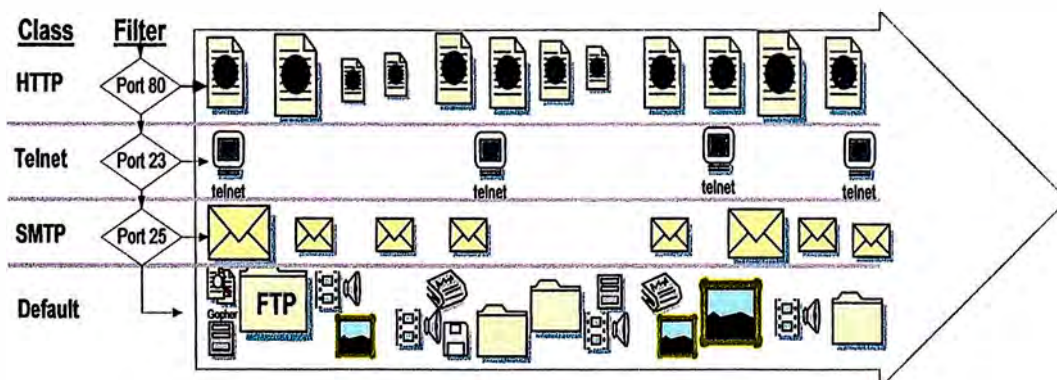 Class Filter
HTTP Port 80
Telnet Port 23
telnet telnet telnet telnet
SMTP Port 25
Default
FTP
Gopher